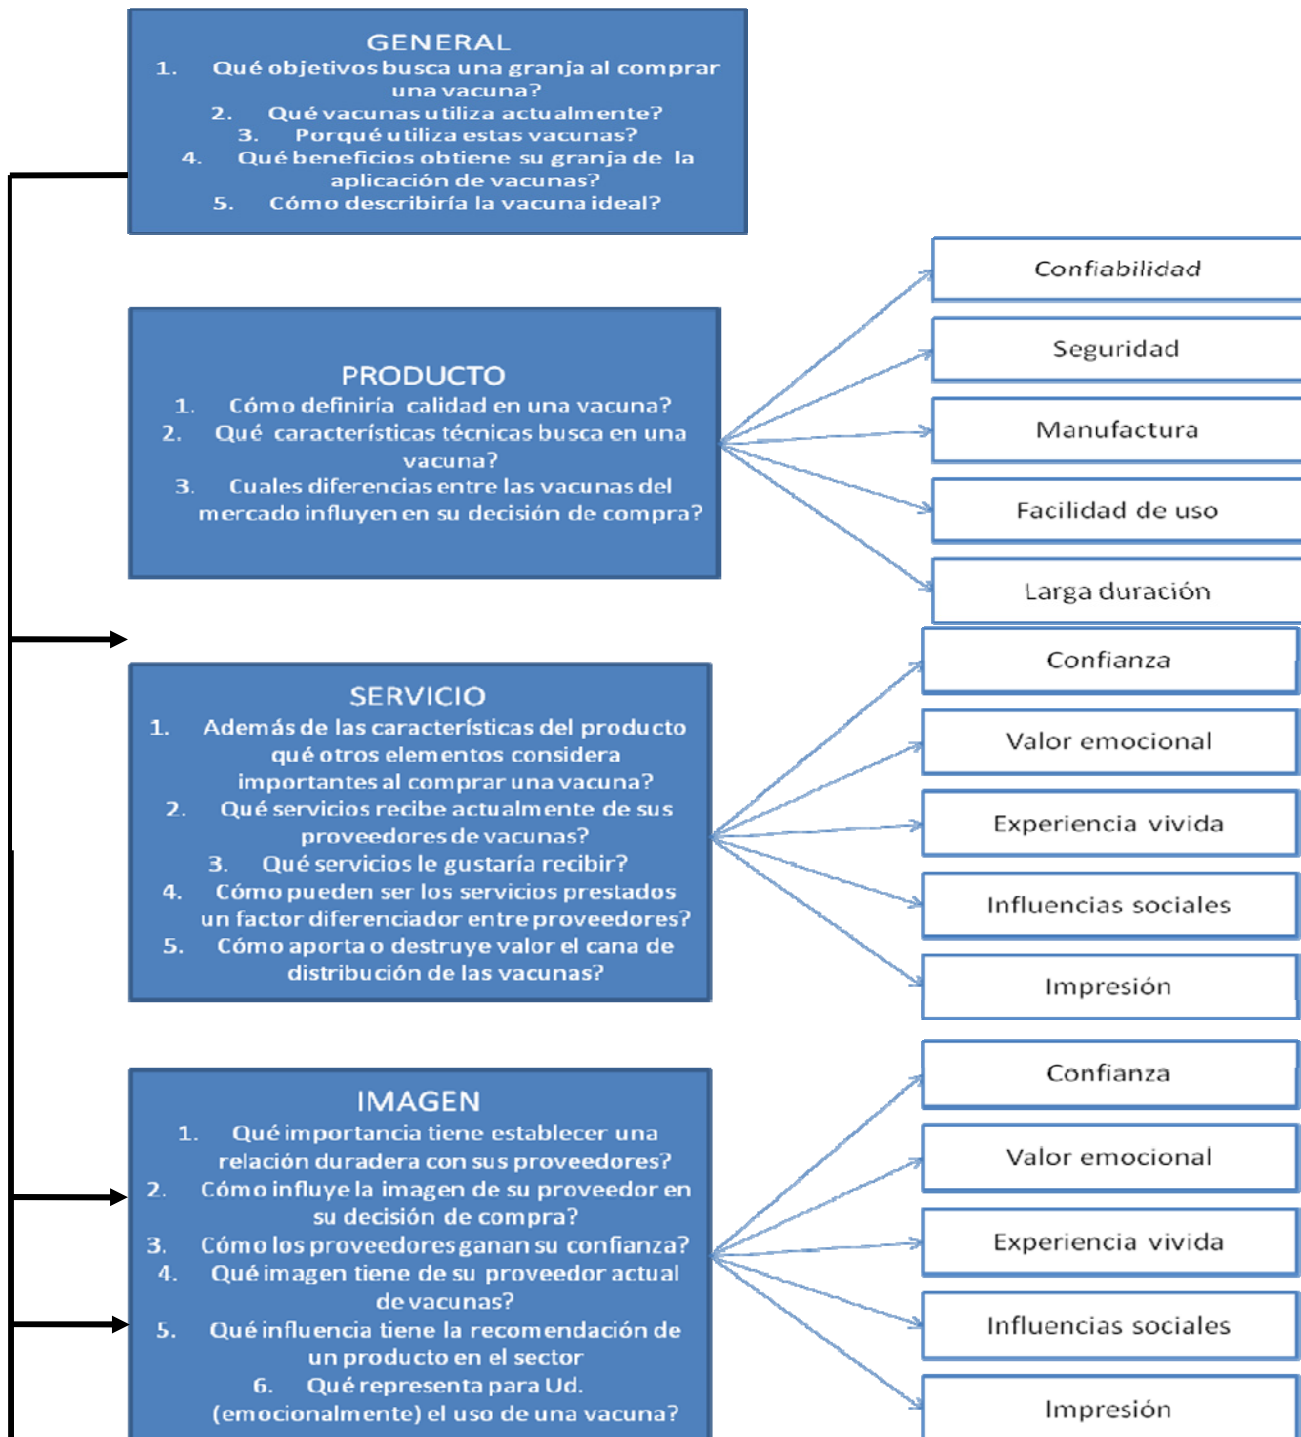 GENERAL
1. Qué objetivos busca una granja al comprar
una vacuna?
2. Qué vacunas utiliza actualmente?
3. Porqué utiliza estas vacunas?
4. Qué beneficios obtiene su granja de la
aplicación de vacunas?
5. Cómo describiría la vacuna ideal?
PRODUCTO
1. Cómo definiría calidad en una vacuna?
2. Qué características técnicas busca en una
vacuna?
3. Cuales diferencias entre las vacunas del
mercado influyen en su decisión de compra?
Confiabilidad
Seguridad
Manufactura
Facilidad de uso
Larga duración
SERVICIO
1. Además de las características del producto
qué otros elementos considera
importantes al comprar una vacuna?
2. Qué servicios recibe actualmente de sus
proveedores de vacunas?
3. Qué servicios le gustaría recibir?
4. Cómo pueden ser los servicios prestados
un factor diferenciador entre proveedores?
5. Cómo aporta o destruye valor el cana de
distribución de las vacunas?
Confianza
Valor emocional
Experiencia vivida
Influencias sociales
Impresión
IMAGEN
1. Qué importancia tiene establecer una
relación duradera con sus proveedores?
2. Cómo influye la imagen de su proveedor en
su decisión de compra?
3. Cómo los proveedores ganan su confianza?
4. Qué imagen tiene de su proveedor actual
de vacunas?
5. Qué influencia tiene la recomendación de
un producto en el sector
6. Qué representa para Ud.
(emocionalmente) el uso de una vacuna?
Confianza
Valor emocional
Experiencia vivida
Influencias sociales
Impresión